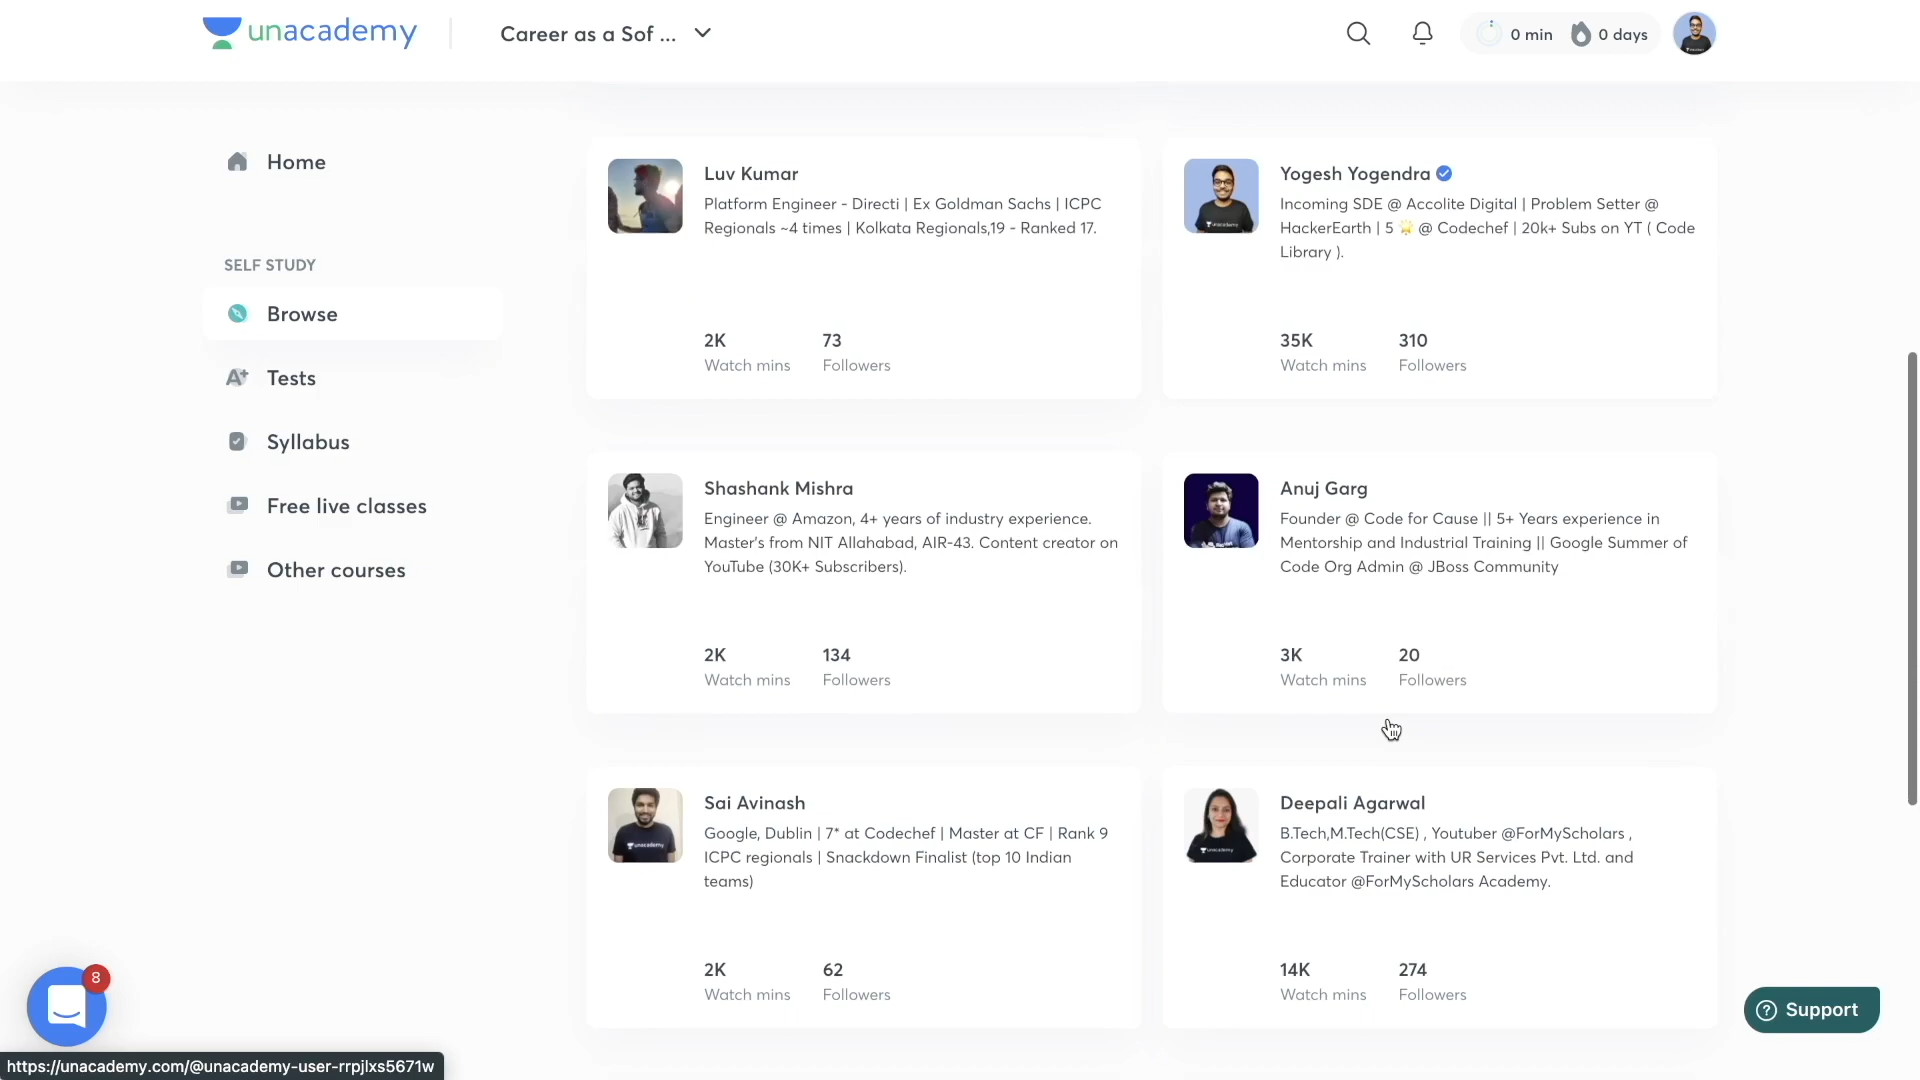 unacademy
Career as a Sof ...
0 min
0 days
Home
SELF STUDY
Browse
Tests
Syllabus
Free live classes
Other courses
Luv Kumar
Platform Engineer - Directi | Ex Goldman Sachs | ICPC
Regionals ~4 times | Kolkata Regionals,19 - Ranked 17.
2K
73
Watch mins
Followers
Yogesh Yogendra
Incoming SDE @ Accolite Digital | Problem Setter @
HackerEarth | 5 🌟 @ Codechef | 20k+ Subs on YT ( Code
Library ).
35K
310
Watch mins
Followers
Shashank Mishra
Engineer @ Amazon, 4+ years of industry experience.
Master's from NIT Allahabad, AIR-43. Content creator on
YouTube (30K+ Subscribers).
2K
134
Watch mins
Followers
Anuj Garg
Founder @ Code for Cause || 5+ Years experience in
Mentorship and Industrial Training || Google Summer of
Code Org Admin @ JBoss Community
3K
20
Watch mins
Followers
Sai Avinash
Google, Dublin | 7* at Codechef | Master at CF | Rank 9
ICPC regionals | Snackdown Finalist (top 10 Indian
teams)
2K
62
Watch mins
Followers
Deepali Agarwal
B.Tech,M.Tech(CSE) , Youtuber @ForMyScholars ,
Corporate Trainer with UR Services Pvt. Ltd. and
Educator @ForMyScholars Academy.
14K
274
Watch mins
Followers
8
Support
https://unacademy.com/@unacademy-user-rrpjlxs5671w